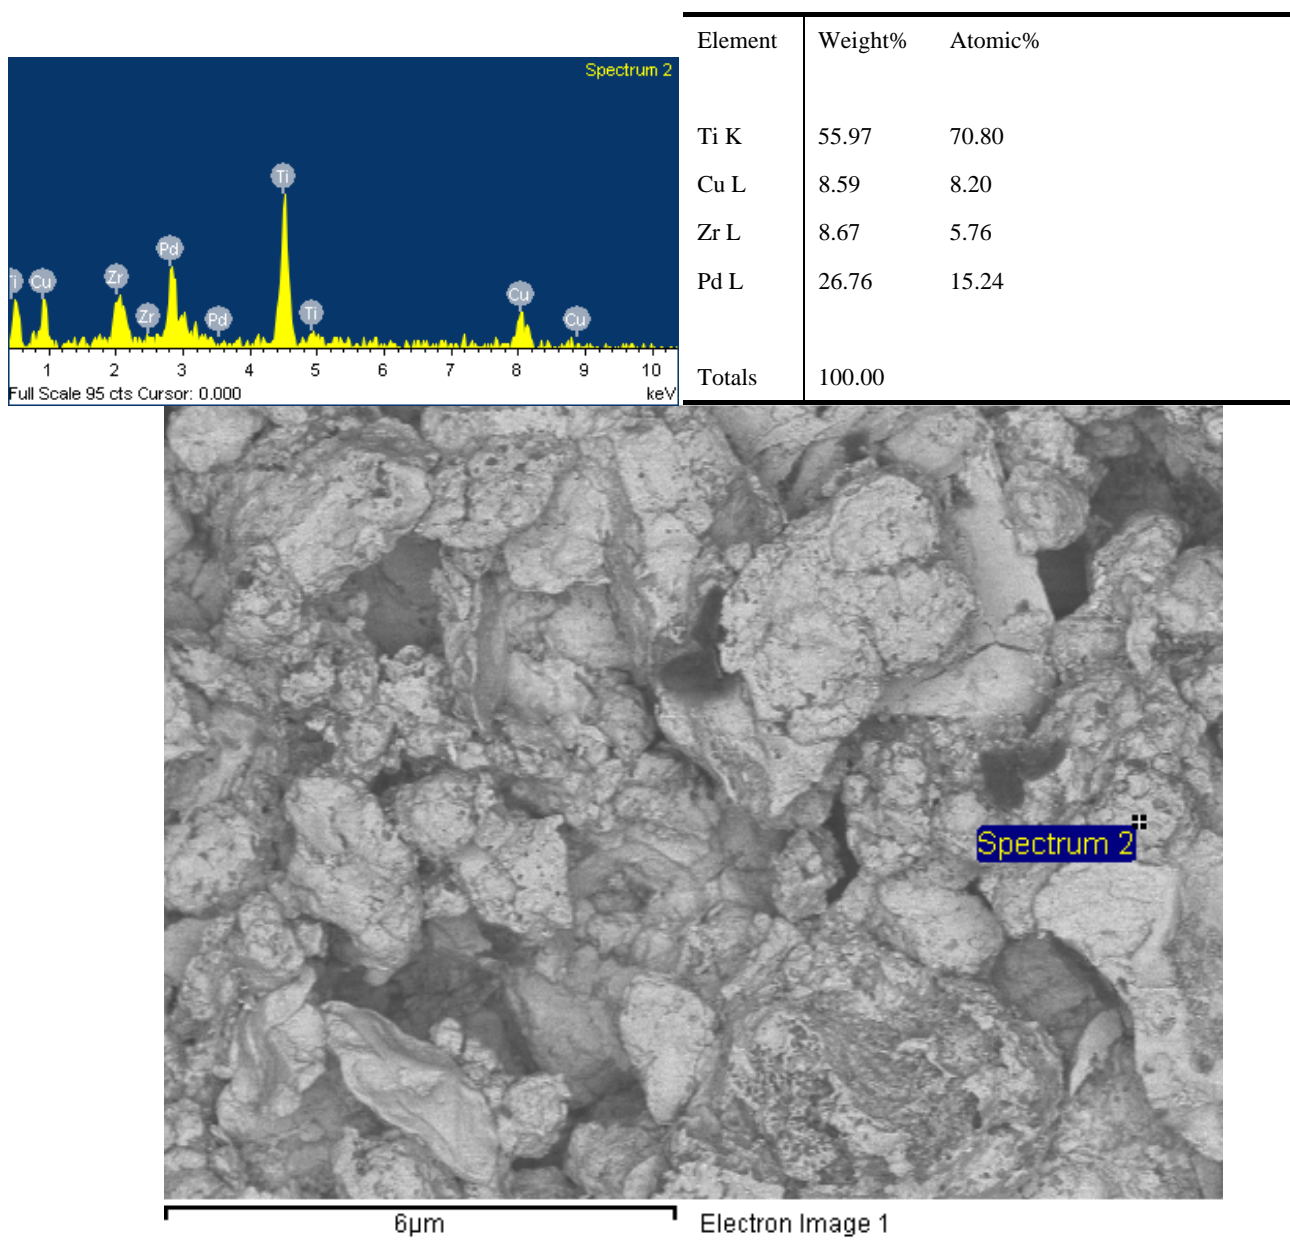 Spectrum 2
Ti
Pd
Cu
Zr
Zr
Pd
Ti
Cu
Cu
1 2 3 4 5 6 7 8 9 10
Full Scale 95 cts Cursor: 0.000 keV
Element Weight% Atomic%
Ti K 55.97 70.80
Cu L 8.59 8.20
Zr L 8.67 5.76
Pd L 26.76 15.24
Totals 100.00
Spectrum 2
6µm Electron Image 1